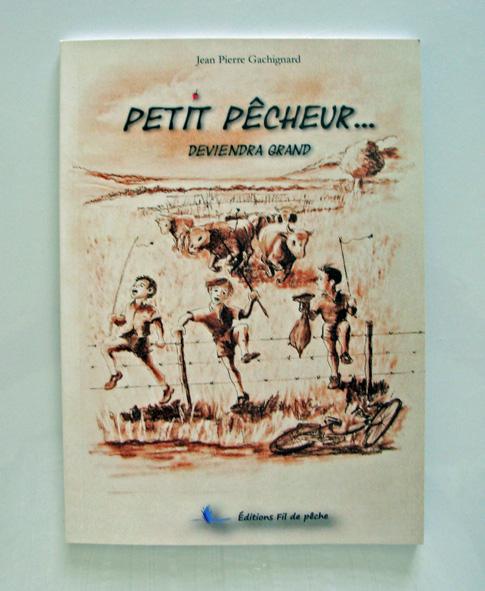 Jean Pierre Gachignard
PETIT PÊCHEUR...
DEVIENDRA GRAND
Éditions Fil de pêche